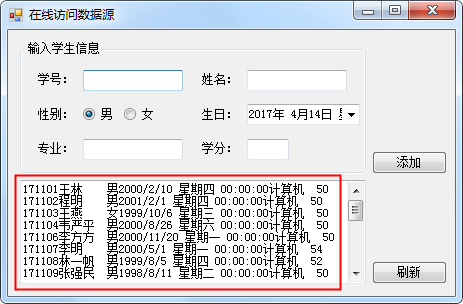 在线访问数据源
输入学生信息
学号： 姓名：
性别： 男 女 生日： 2017年 4月14日
专业： 学分：
添加
171101王林 男2000/2/10 星期四 00:00:00计算机 50
171102程明 男2001/2/1 星期四 00:00:00计算机 50
171103王燕 女1999/10/6 星期三 00:00:00计算机 50
171104韦严平 男2000/8/26 星期六 00:00:00计算机 50
171106李方方 男2000/11/20 星期一 00:00:00计算机 50
171107李明 男2000/5/1 星期一 00:00:00计算机 54
171108林一帆 男1998/8/5 星期四 00:00:00计算机 52
171109张强民 男1998/8/11 星期二 00:00:00计算机 50
刷新